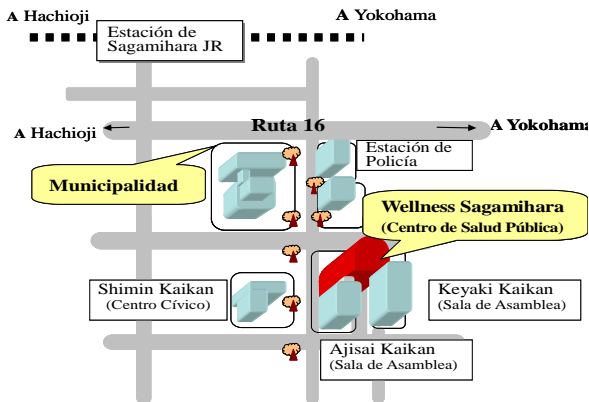 A Hachioji
A Yokohama
Estación de
Sagamihara JR
A Hachioji
Ruta 16
A Yokohama
Estación de
Policía
Municipalidad
Wellness Sagamihara
(Centro de Salud Pública)
Shimin Kaikan
(Centro Cívico)
Keyaki Kaikan
(Sala de Asamblea)
Ajisai Kaikan
(Sala de Asamblea)